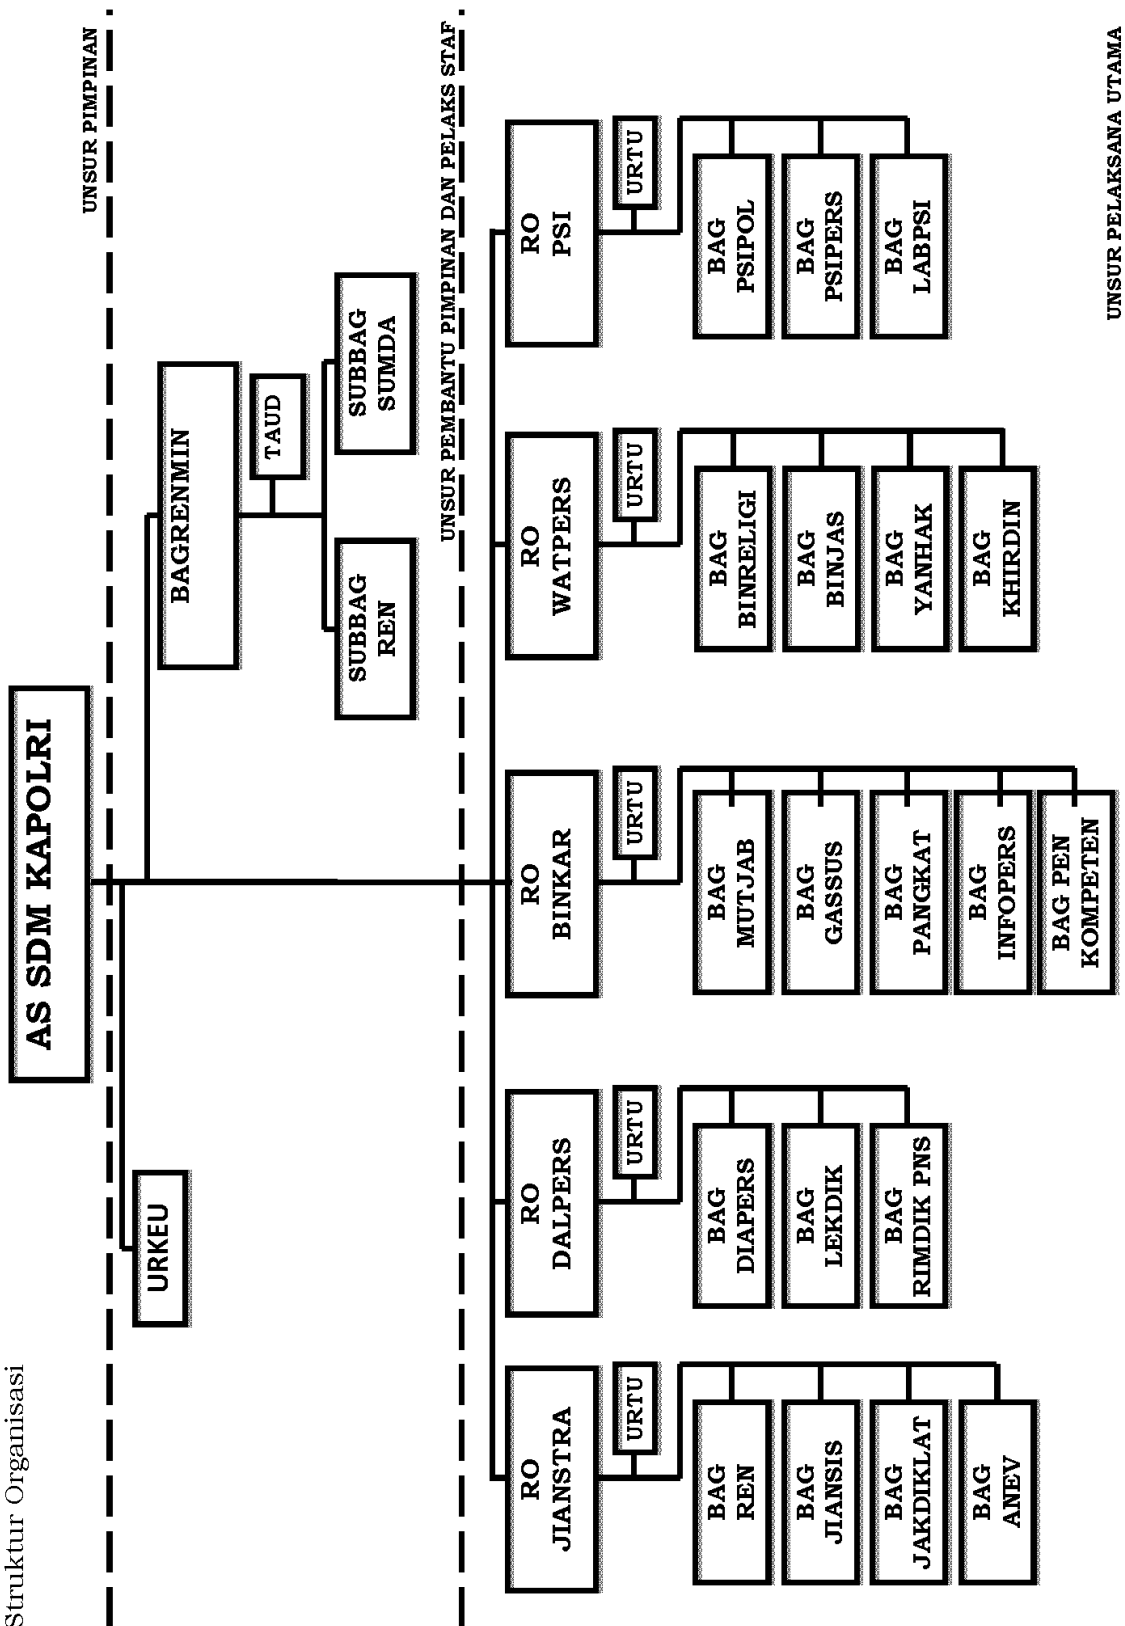 Struktur Organisasi
AS SDM KAPOLRI
UNSUR PIMPINAN
URKEU
BAGRENMIN
TAUD
SUBBAG
REN
SUBBAG
SUMDA
UNSUR PEMBANTU PIMPINAN DAN PELAKS STAF
RO
JIANSTRA
URTU
BAG
REN
BAG
JIANSIS
BAG
JAKDIKLAT
BAG
ANEV
RO
DALPERS
URTU
BAG
DIAPERS
BAG
LEKDIK
BAG
RIMDIK PNS
RO
BINKAR
URTU
BAG
MUTJAB
BAG
GASSUS
BAG
PANGKAT
BAG
INFOPERS
BAG PEN
KOMPETEN
RO
WATPERS
URTU
BAG
BINRELIGI
BAG
BINJAS
BAG
YANHAK
BAG
KHIRDIN
RO
PSI
URTU
BAG
PSIPOL
BAG
PSIPERS
BAG
LABPSI
UNSUR PELAKSANA UTAMA